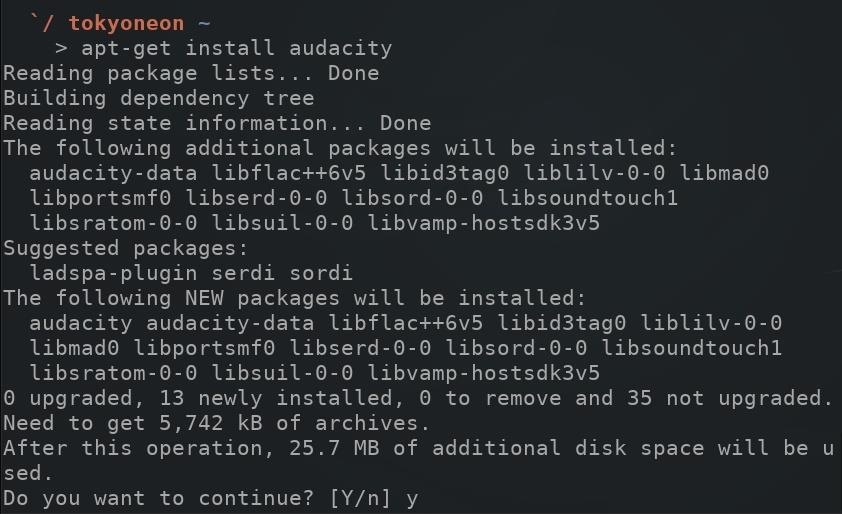 `/ tokyoneon ~
> apt-get install audacity
Reading package lists... Done
Building dependency tree
Reading state information... Done
The following additional packages will be installed:
audacity-data libflac++6v5 libid3tag0 liblilv-0-0 libmad0
libportsmf0 libserd-0-0 libsord-0-0 libsoundtouch1
libsratom-0-0 libsuil-0-0 libvamp-hostsdk3v5
Suggested packages:
ladspa-plugin serdi sordi
The following NEW packages will be installed:
audacity audacity-data libflac++6v5 libid3tag0 liblilv-0-0
libmad0 libportsmf0 libserd-0-0 libsord-0-0 libsoundtouch1
libsratom-0-0 libsuil-0-0 libvamp-hostsdk3v5
0 upgraded, 13 newly installed, 0 to remove and 35 not upgraded.
Need to get 5,742 kB of archives.
After this operation, 25.7 MB of additional disk space will be u
sed.
Do you want to continue? [Y/n] y